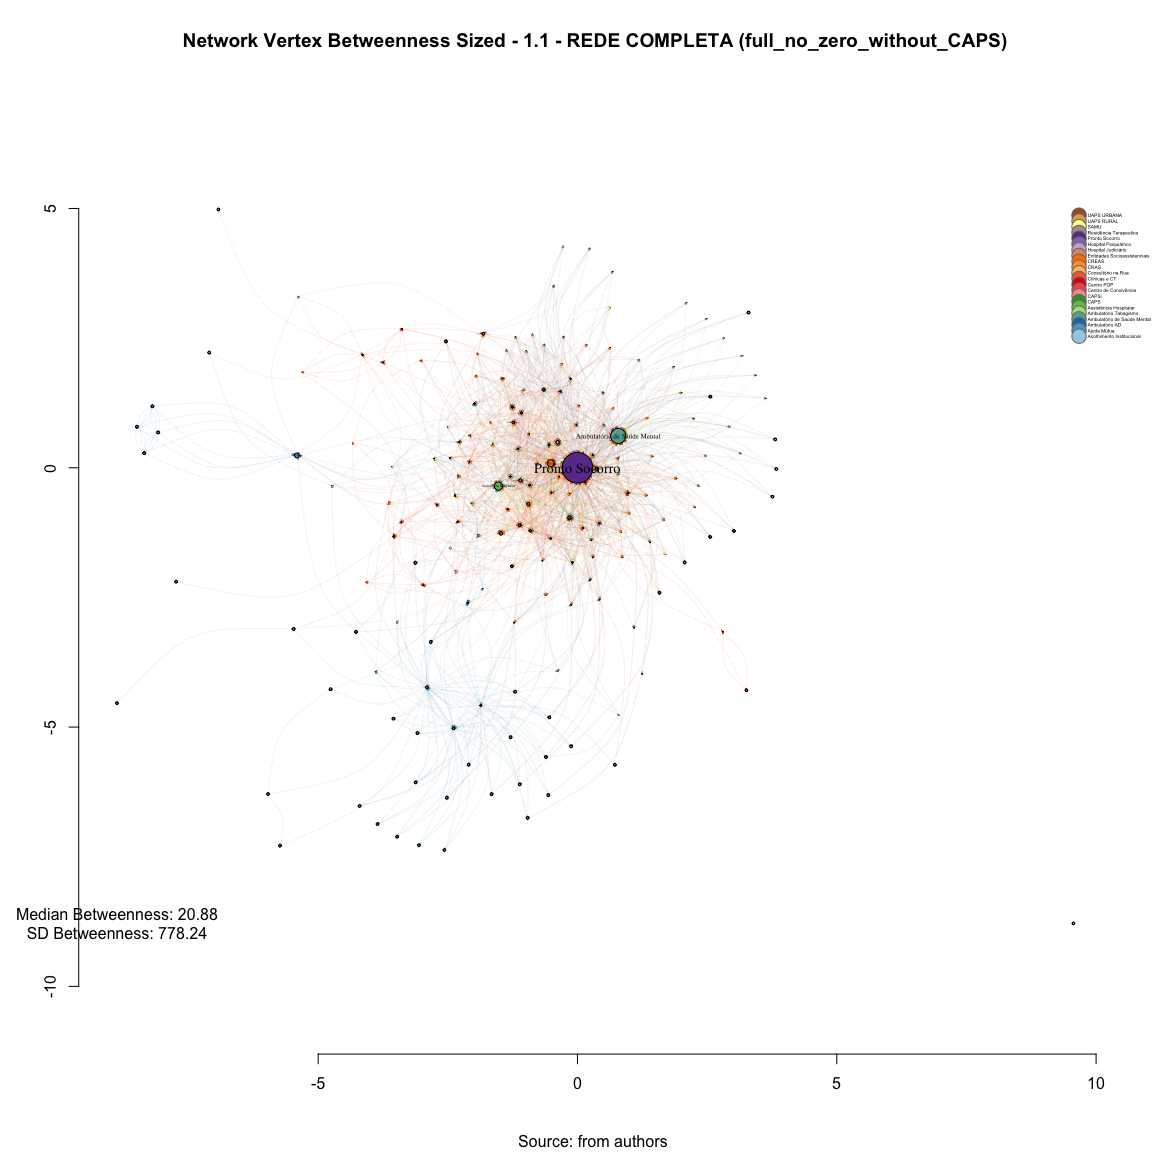 Network Vertex Betweenness Sized - 1.1 - REDE COMPLETA (full_no_zero_without_CAPS)
5
0
-5
-10
UAPS URBANA
UAPS RURAL
SAMU
Residência Terapeutica
Pronto Socorro
Hospital Psiquiátrico
Hospital Judiciário
Entidades Socioassistenciais
CREAS
CRAS
Consultório na Rua
Clínicas e CT
Centro POP
Centro de Convivência
CAPSi
CAPS
Assistência Hospitalar
Ambulatório Tabagismo
Ambulatório de Saúde Mental
Ambulatório AD
Ajuda Mútua
Acolhimento Institucional
Ambulatório de Saúde Mental
Pronto Socorro
Median Betweenness: 20.88
SD Betweenness: 778.24
-5
0
5
10
Source: from authors